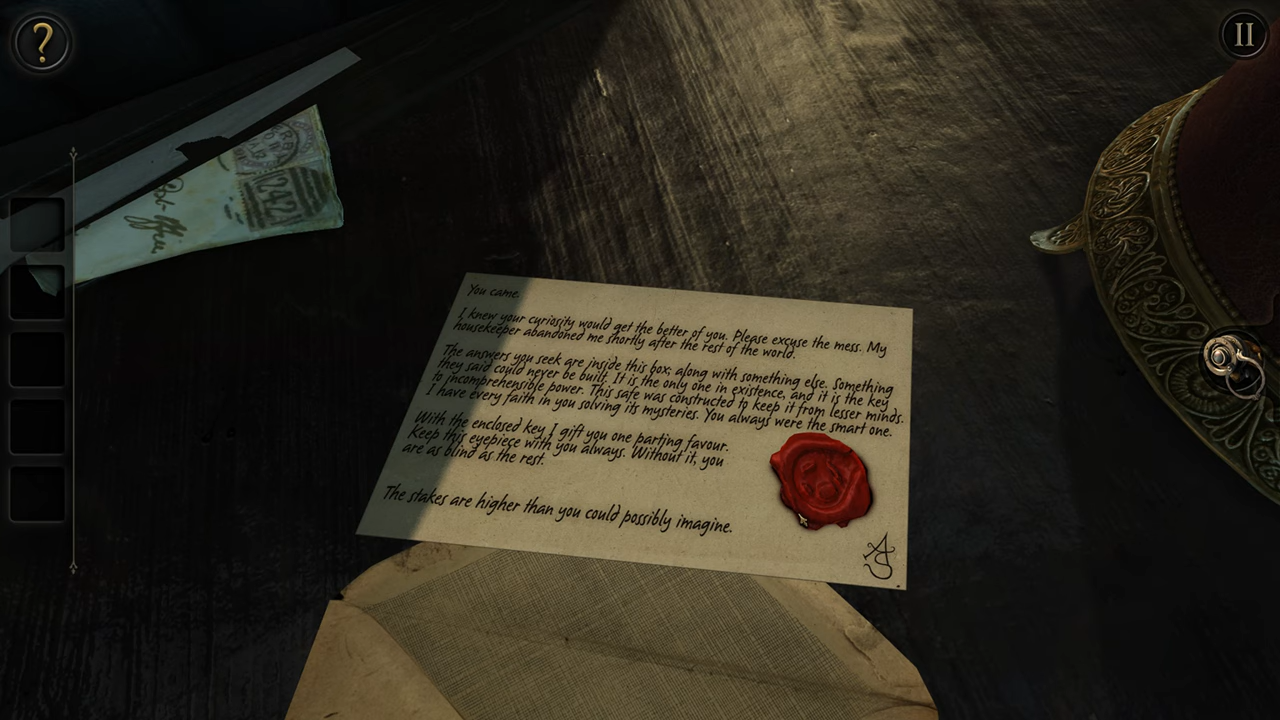 You came.
I knew your curiosity would get the better of you. Please excuse the mess. My
housekeeper abandoned me shortly after the rest of the world.
The answers you seek are inside this box; along with something else. Something
they said could never be built. It is the only one in existence, and it is the key
to incomprehensible power. This safe was constructed to keep it from lesser minds.
I have every faith in you solving its mysteries. You always were the smart one.
With the enclosed key I gift you one parting favour.
Keep this eyepiece with you always. Without it, you
are as blind as the rest.
The stakes are higher than you could possibly imagine.
AS
242
?